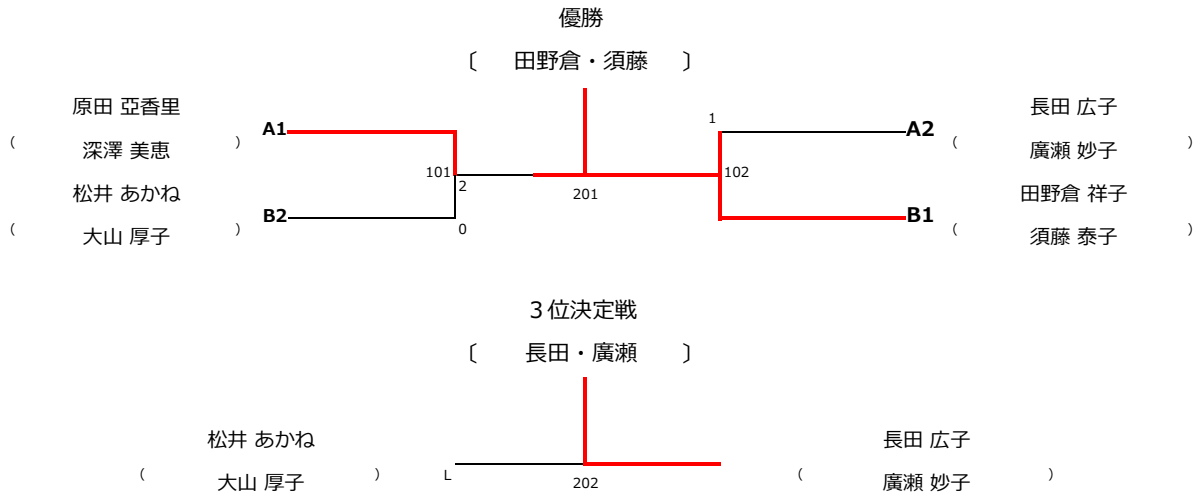 優勝
〔 田野倉・須藤 〕
原田 亞香里
長田 広子
1
A1
A2
( 深澤 美恵 )
( 廣瀬 妙子 )
101
102
松井 あかね
2
201
田野倉 祥子
B2
B1
0
( 大山 厚子 )
( 須藤 泰子 )
３位決定戦
〔 長田・廣瀬 〕
松井 あかね
長田 広子
( 大山 厚子 )
L
202
( 廣瀬 妙子 )